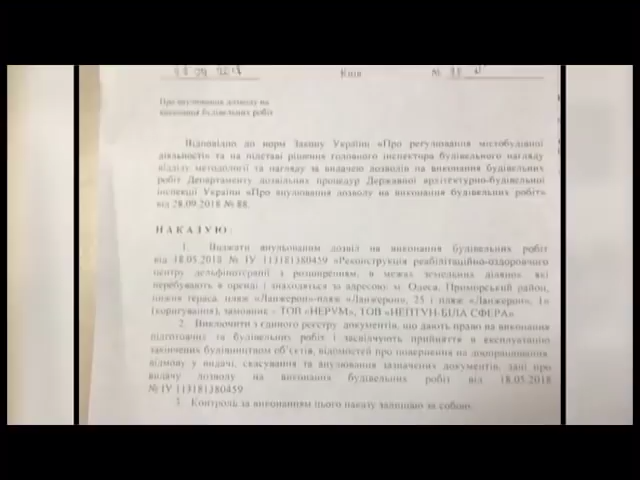 Київ №
Про анулювання дозволу на
виконання будівельних робіт
Відповідно до норм Закону України «Про регулювання містобудівної
діяльності» та на підставі рішення головного інспектора будівельного нагляду
відділу методології та нагляду за видачею дозволів на виконання будівельних
робіт Департаменту дозвільних процедур Державної архітектурно-будівельної
інспекції України «Про анулювання дозволу на виконання будівельних робіт»
від 28.09.2018 № 88.
НАКАЗУЮ:
1. Вважати анульованим дозвіл на виконання будівельних робіт
від 18.05.2018 № ІУ 113181380459 «Реконструкція реабілітаційно-оздоровчого
центру дельфінотерапії з розширенням, в межах земельних ділянок, які
перебувають в оренді і знаходяться за адресою: м. Одеса, Приморський район,
нижня тераса, пляж «Ланжерон»-пляж «Ланжерон», 25 і пляж «Ланжерон»,
(коригування), замовник – ТОВ «НЕРУМ», ТОВ «НЕПТУН-БІЛА СФЕРА».
2. Виключити з єдиного реєстру документів, що дають право на виконання
підготовчих та будівельних робіт і засвідчують прийняття в експлуатацію
закінчених будівництвом об'єктів, відомостей про повернення на доопрацювання,
відмову у видачі, скасування та анулювання зазначених документів, дані про
видачу дозволу на виконання будівельних робіт від 18.05.2018
№ ІУ 113181380459.
3. Контроль за виконанням цього наказу залишаю за собою.